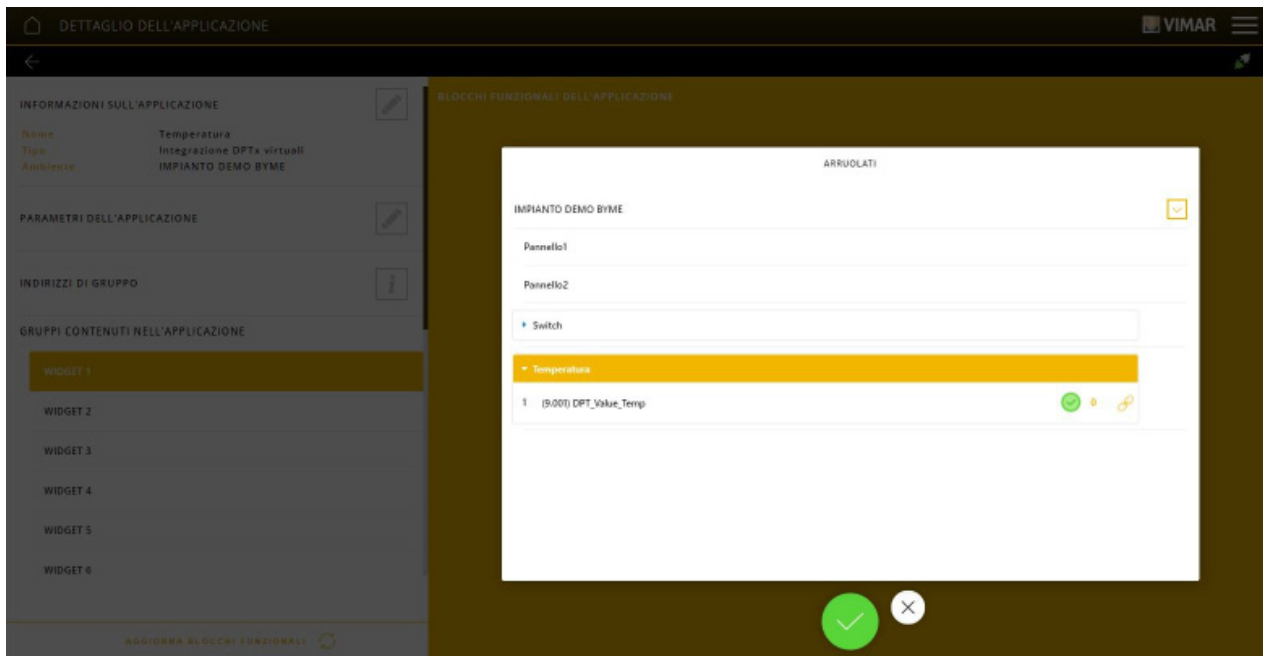 DETTAGLIO DELL'APPLICAZIONE
VIMAR
INFORMAZIONI SULL'APPLICAZIONE
Nome Temperatura
Tipo Integrazione DPTx virtuali
Ambiente IMPIANTO DEMO BYME
PARAMETRI DELL'APPLICAZIONE
INDIRIZZI DI GRUPPO
i
GRUPPI CONTENUTI NELL'APPLICAZIONE
WIDGET 1
WIDGET 2
WIDGET 3
WIDGET 4
WIDGET 5
WIDGET 6
AGGIORNA BLOCCHI FUNZIONALI
BLOCCHI FUNZIONALI DELL'APPLICAZIONE
ARRUOLATI
IMPIANTO DEMO BYME
Pannello1
Pannello2
Switch
Temperatura
1 (9.001) DPT_Value_Temp 0